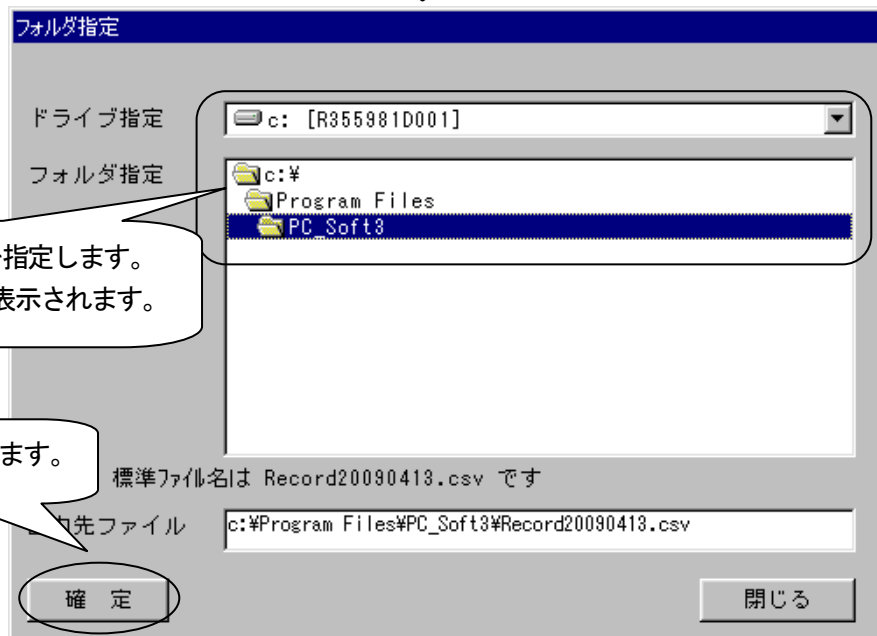 フォルダ指定
ドライブ指定
c: [R355981D001]
フォルダ指定
c:¥
Program Files
PC_Soft3
指定します。
表示されます。
ます。
標準ファイル名は Record20090413.csv です
先ファイル
c:¥Program Files¥PC_Soft3¥Record20090413.csv
確 定
閉じる